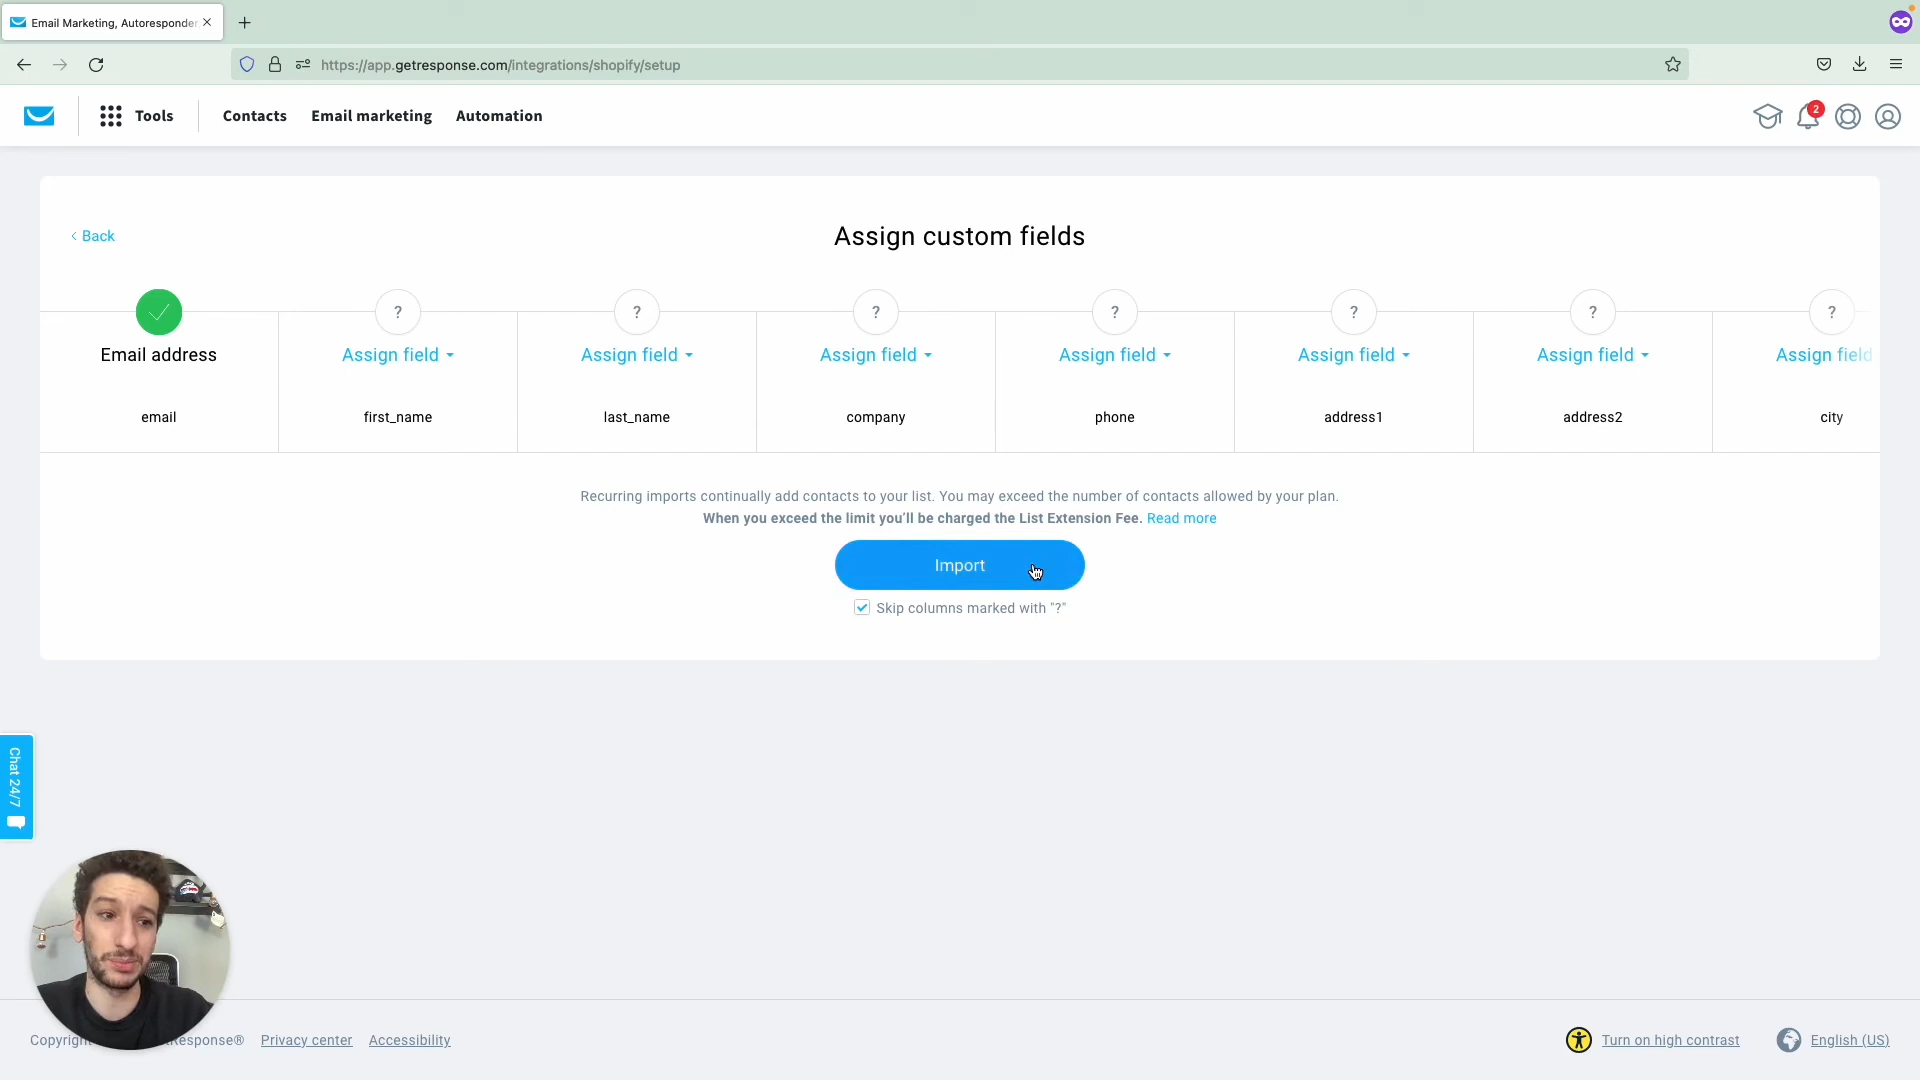 Email Marketing, Autoresponder
https://app.getresponse.com/integrations/shopify/setup
Tools
Contacts
Email marketing
Automation
2
Back
Assign custom fields
? ? ? ? ? ? ?
Email address
Assign field
Assign field
Assign field
Assign field
Assign field
Assign field
Assign field
email
first_name
last_name
company
phone
address1
address2
city
Recurring imports continually add contacts to your list. You may exceed the number of contacts allowed by your plan.
When you exceed the limit you'll be charged the List Extension Fee. Read more
Import
Skip columns marked with "?"
Chat 24/7
Privacy center
Accessibility
Turn on high contrast
English (US)